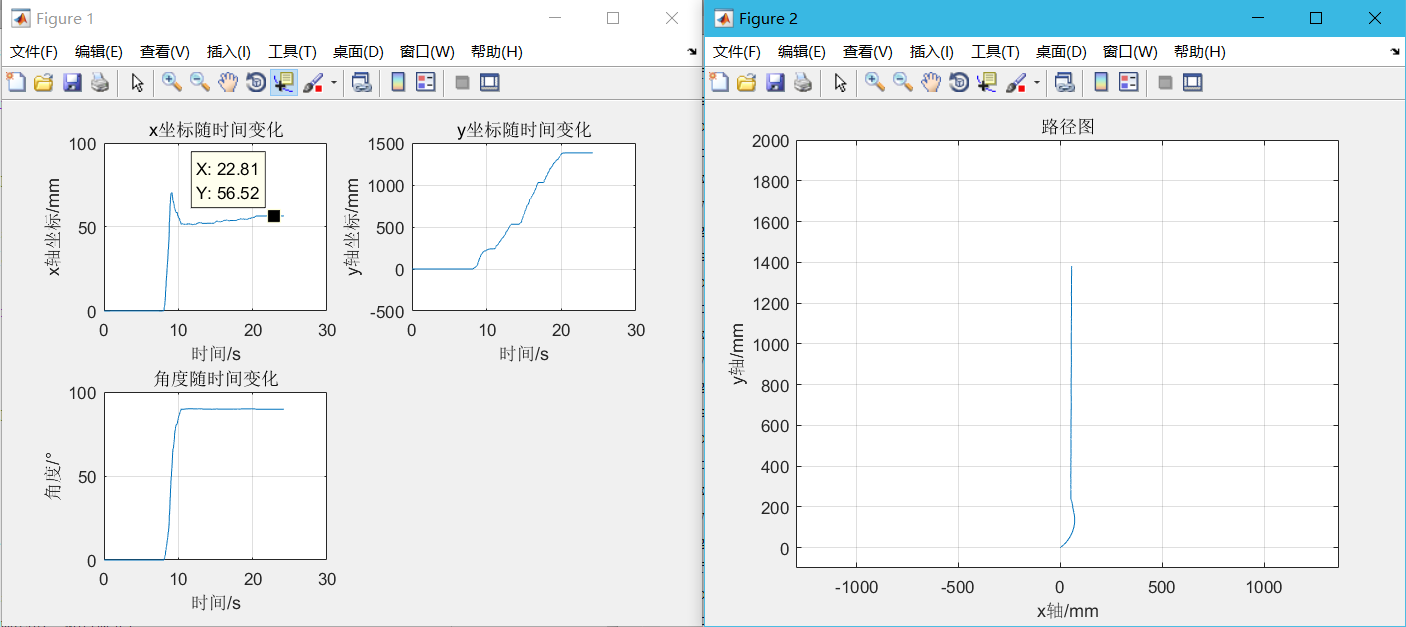 Figure 1
文件(F) 编辑(E) 查看(V) 插入(I) 工具(T) 桌面(D) 窗口(W) 帮助(H)
x坐标随时间变化
100
50
0
x轴坐标/mm
X: 22.81
Y: 56.52
0 10 20 30
时间/s
y坐标随时间变化
1500
1000
500
0
-500
y轴坐标/mm
0 10 20 30
时间/s
角度随时间变化
100
50
0
角度/°
0 10 20 30
时间/s
Figure 2
文件(F) 编辑(E) 查看(V) 插入(I) 工具(T) 桌面(D) 窗口(W) 帮助(H)
路径图
2000
1800
1600
1400
1200
1000
800
600
400
200
0
y轴/mm
-1000 -500 0 500 1000
x轴/mm